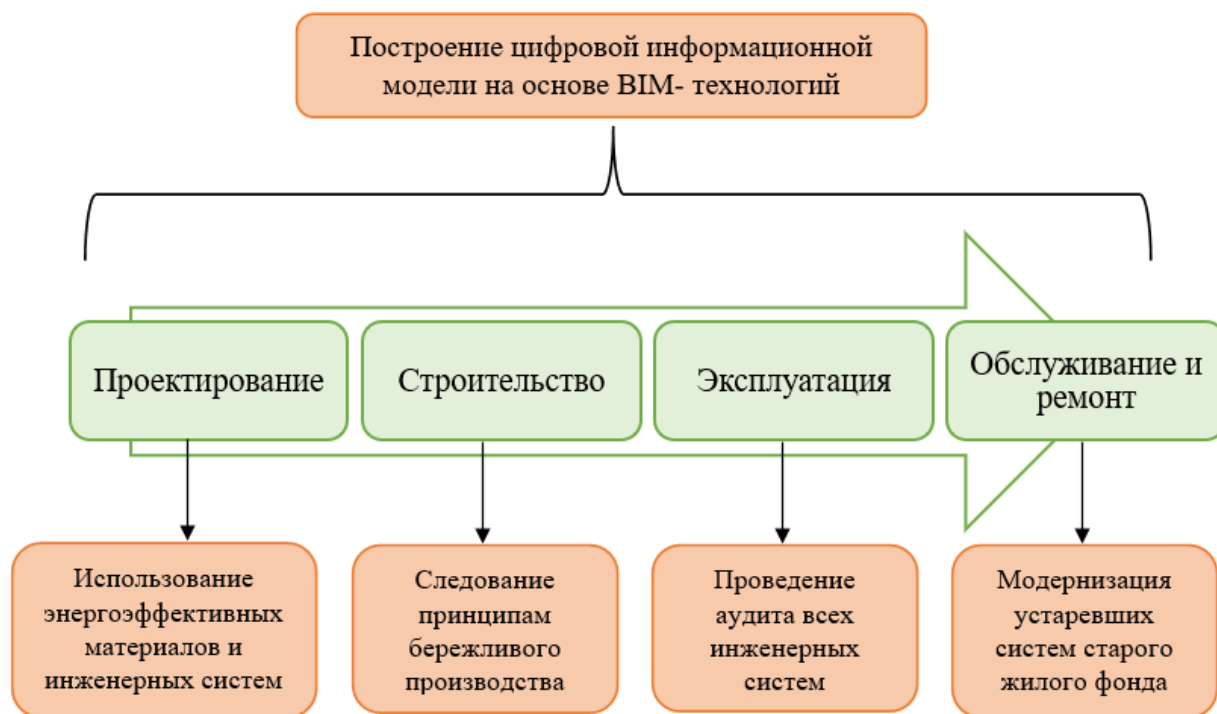 Построение цифровой информационной
модели на основе BIM- технологий
Проектирование
Строительство
Эксплуатация
Обслуживание и
ремонт
Использование
энергоэффективных
материалов и
инженерных систем
Следование
принципам
бережливого
производства
Проведение
аудита всех
инженерных
систем
Модернизация
устаревших
систем старого
жилого фонда